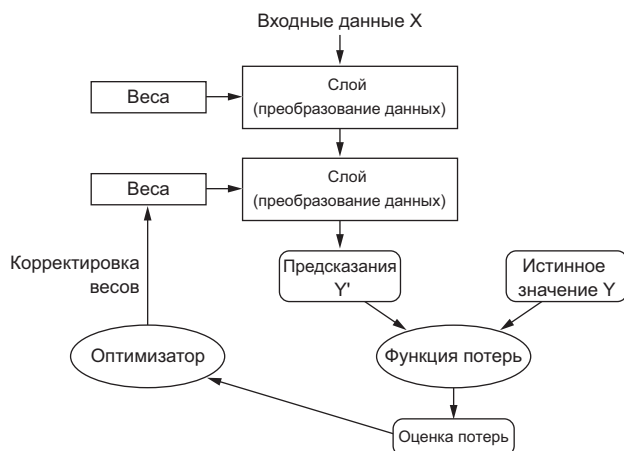 Входные данные X
Слой
(преобразование данных)
Веса
Слой
(преобразование данных)
Веса
Предсказания
Y'
Истинное
значение Y
Корректировка
весов
Оптимизатор
Функция потерь
Оценка потерь